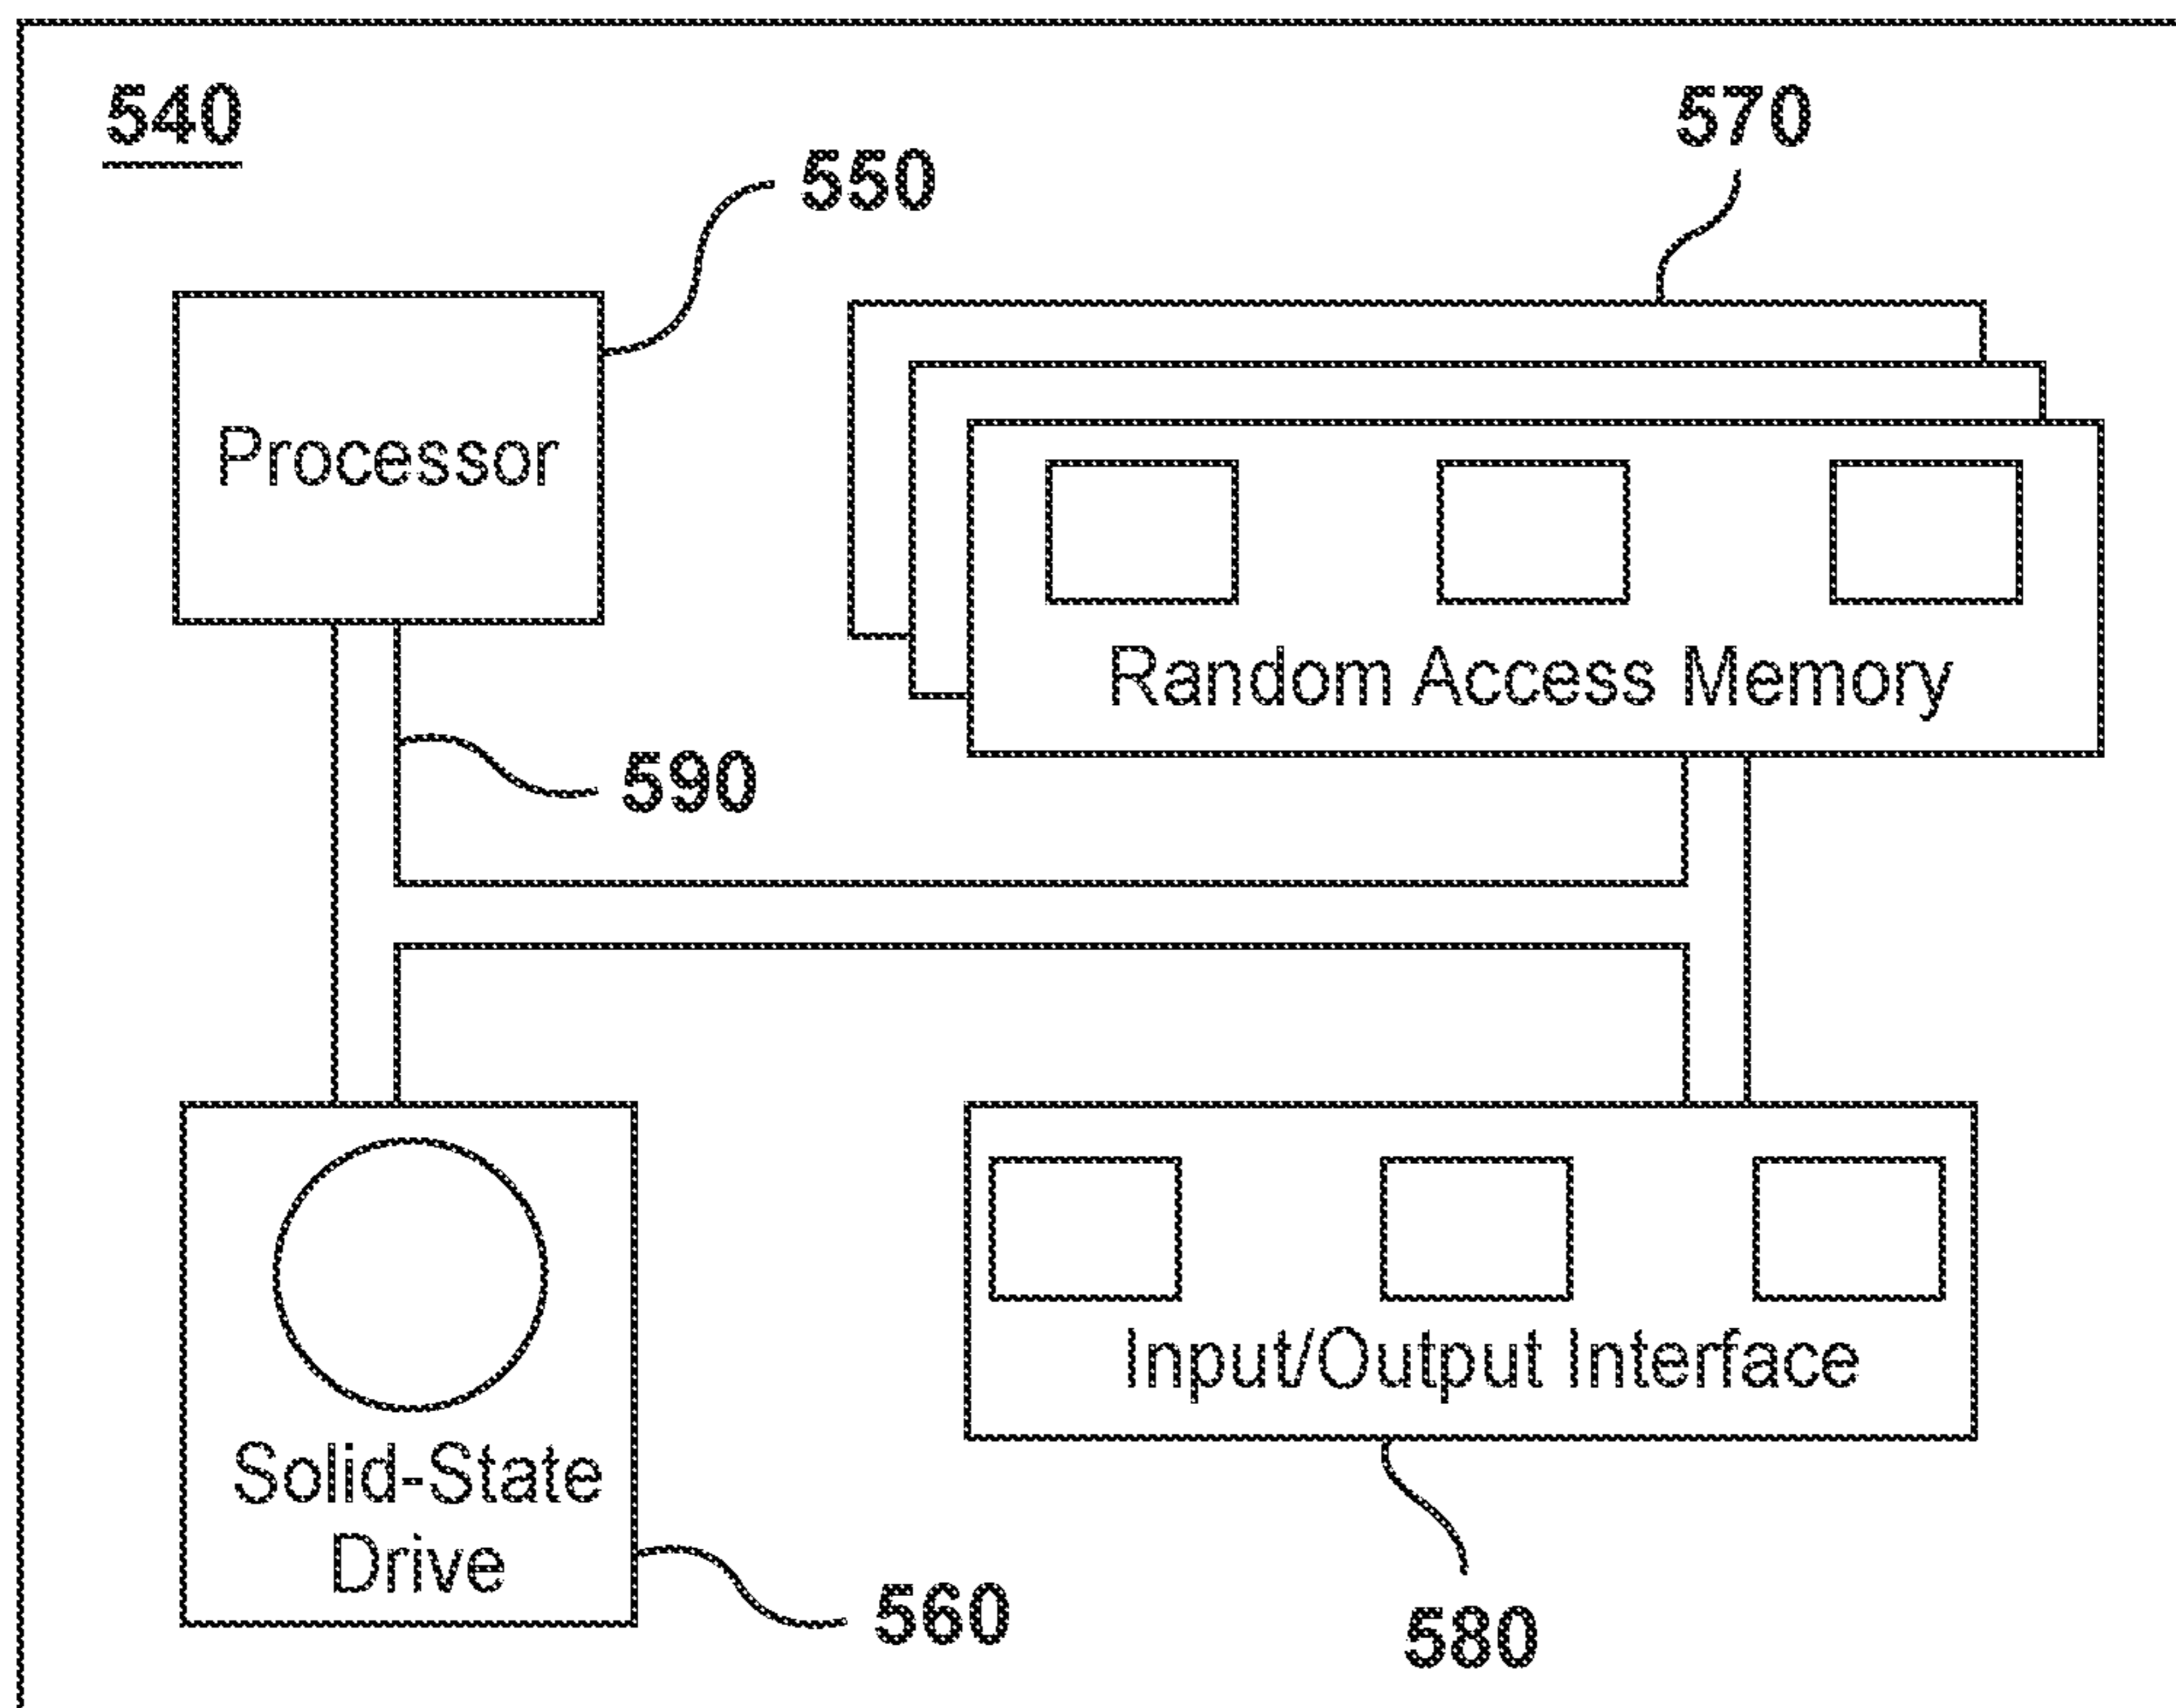 540
550
570
Processor
Random Access Memory
590
Input/Output Interface
Solid-State
Drive
560
580